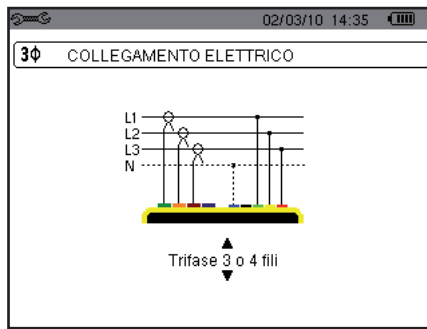 02/03/10 14:35
3Φ COLLEGAMENTO ELETTRICO
L1
L2
L3
N
Trifase 3 o 4 fili